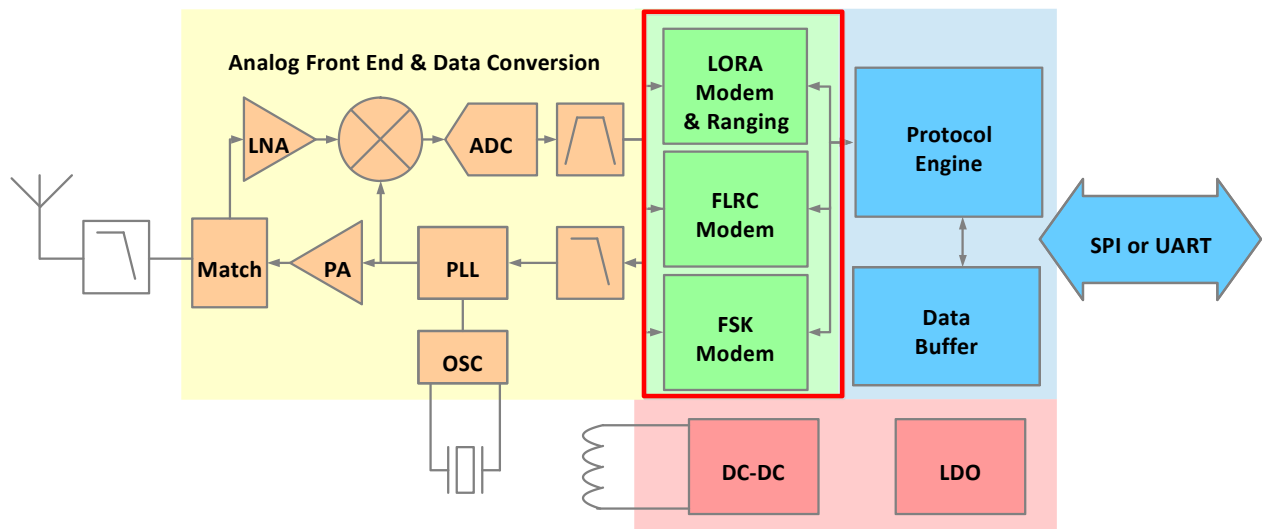 Analog Front End & Data Conversion
LNA
ADC
LORA
Modem
& Ranging
Protocol
Engine
FLRC
Modem
SPI or UART
Match
PA
PLL
OSC
FSK
Modem
Data
Buffer
DC-DC
LDO